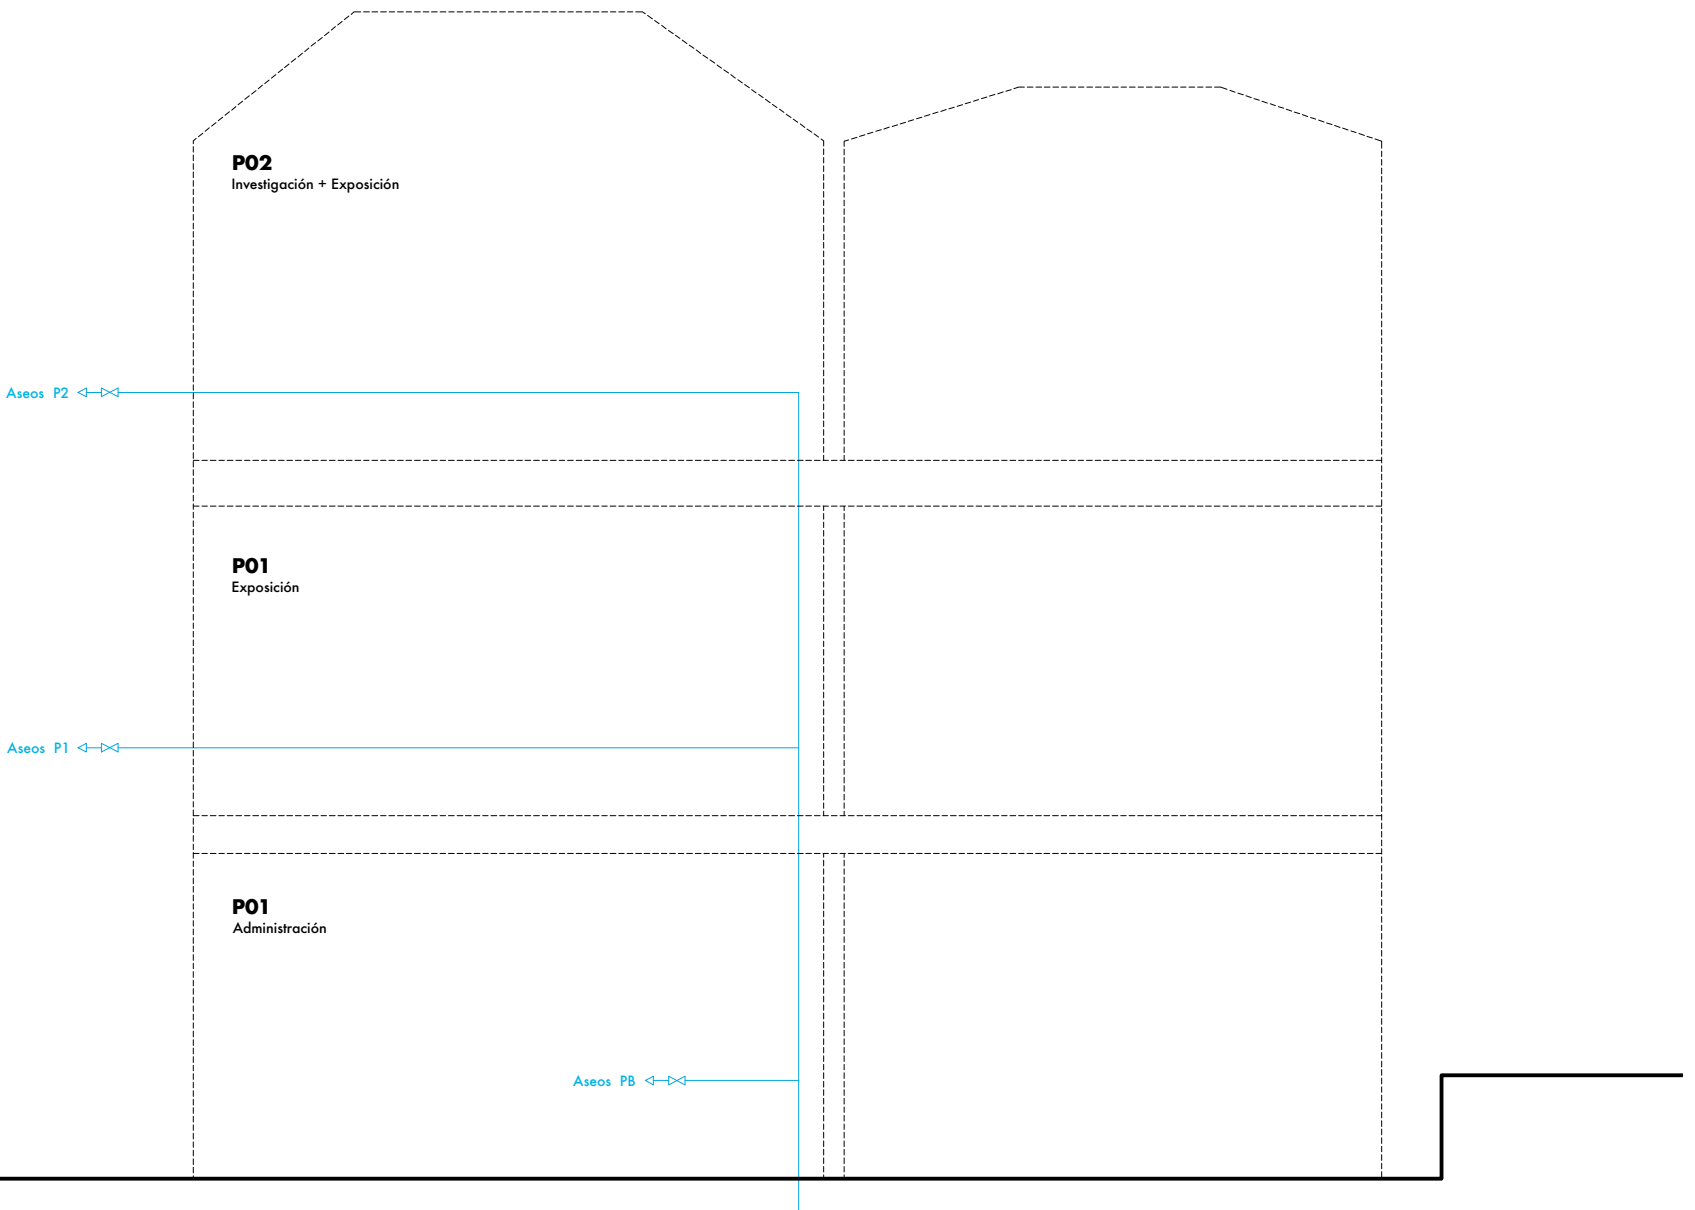 P02
Investigación + Exposición
Aseos P2
P01
Exposición
Aseos P1
P01
Administración
Aseos PB